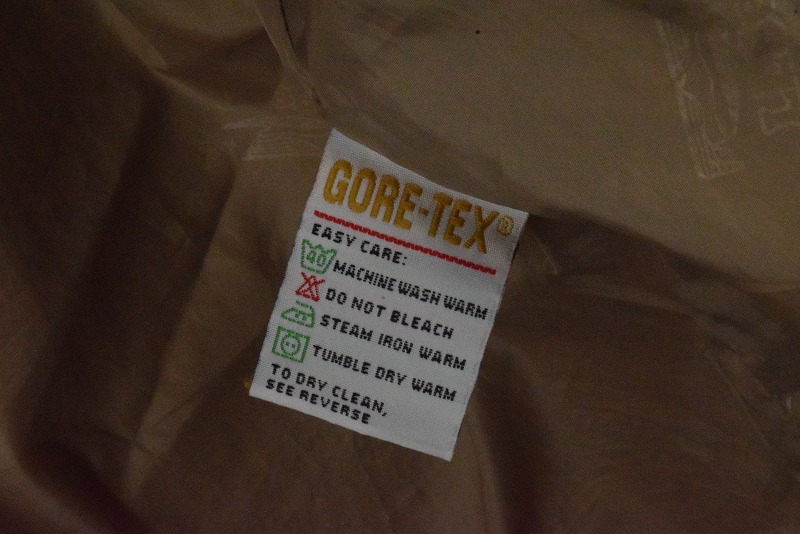 GORE-TEX®
EASY CARE:
40 MACHINE WASH WARM
DO NOT BLEACH
STEAM IRON WARM
TUMBLE DRY WARM
TO DRY CLEAN,
SEE REVERSE